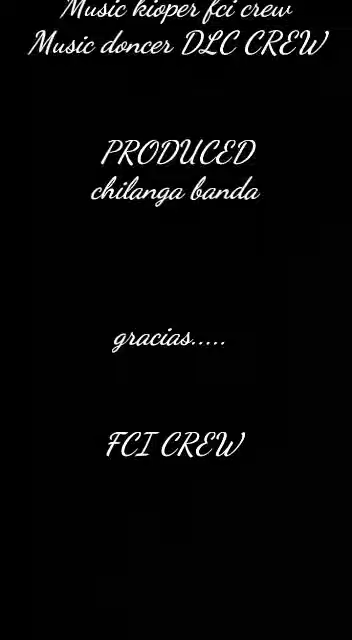 Music kioper fci crew
Music doncer DLC CREW
PRODUCED
chilanga banda
gracias.....
FCI CREW